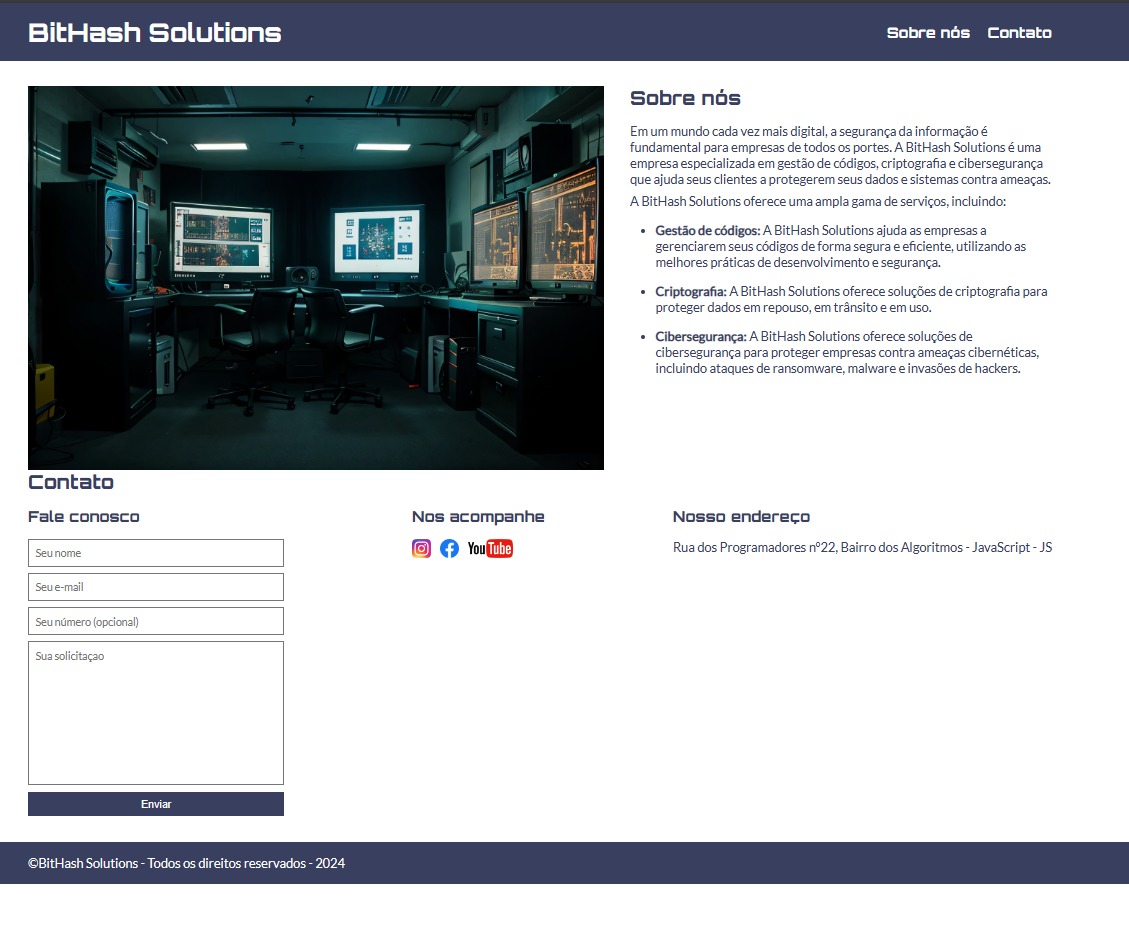 BitHash Solutions
Sobre nós
Contato
Sobre nós
Em um mundo cada vez mais digital, a segurança da informação é
fundamental para empresas de todos os portes. A BitHash Solutions é uma
empresa especializada em gestão de códigos, criptografia e cibersegurança
que ajuda seus clientes a protegerem seus dados e sistemas contra ameaças.
A BitHash Solutions oferece uma ampla gama de serviços, incluindo:
• Gestão de códigos: A BitHash Solutions ajuda as empresas a
gerenciarem seus códigos de forma segura e eficiente, utilizando as
melhores práticas de desenvolvimento e segurança.
• Criptografia: A BitHash Solutions oferece soluções de criptografia para
proteger dados em repouso, em trânsito e em uso.
• Cibersegurança: A BitHash Solutions oferece soluções de
cibersegurança para proteger empresas contra ameaças cibernéticas,
incluindo ataques de ransomware, malware e invasões de hackers.
Contato
Fale conosco
Seu nome
Seu e-mail
Seu número (opcional)
Sua solicitaçao
Enviar
Nos acompanhe
YouTube
Nosso endereço
Rua dos Programadores nº22, Bairro dos Algoritmos - JavaScript - JS
©BitHash Solutions - Todos os direitos reservados - 2024